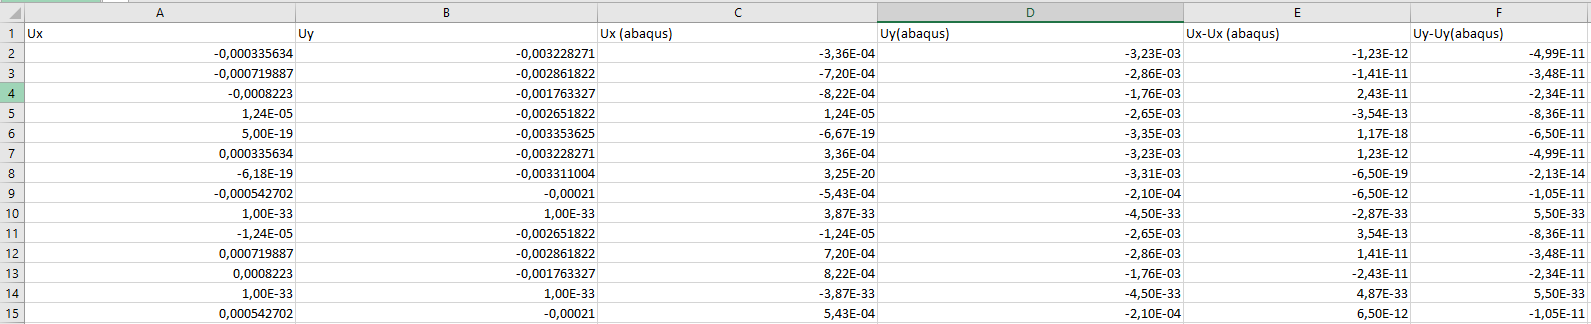 A B C D E F
1 Ux Uy Ux (abaqus) Uy(abaqus) Ux-Ux (abaqus) Uy-Uy(abaqus)
2 -0,000335634 -0,003228271 -3,36E-04 -3,23E-03 -1,23E-12 -4,99E-11
3 -0,000719887 -0,002861822 -7,20E-04 -2,86E-03 -1,41E-11 -3,48E-11
4 -0,0008223 -0,001763327 -8,22E-04 -1,76E-03 2,43E-11 -2,34E-11
5 1,24E-05 -0,002651822 1,24E-05 -2,65E-03 -3,54E-13 -8,36E-11
6 5,00E-19 -0,003353625 -6,67E-19 -3,35E-03 1,17E-18 -6,50E-11
7 0,000335634 -0,003228271 3,36E-04 -3,23E-03 1,23E-12 -4,99E-11
8 -6,18E-19 -0,003311004 3,25E-20 -3,31E-03 -6,50E-19 -2,13E-14
9 -0,000542702 -0,00021 -5,43E-04 -2,10E-04 -6,50E-12 -1,05E-11
10 1,00E-33 1,00E-33 3,87E-33 -4,50E-33 -2,87E-33 5,50E-33
11 -1,24E-05 -0,002651822 -1,24E-05 -2,65E-03 3,54E-13 -8,36E-11
12 0,000719887 -0,002861822 7,20E-04 -2,86E-03 1,41E-11 -3,48E-11
13 0,0008223 -0,001763327 8,22E-04 -1,76E-03 -2,43E-11 -2,34E-11
14 1,00E-33 1,00E-33 -3,87E-33 -4,50E-33 4,87E-33 5,50E-33
15 0,000542702 -0,00021 5,43E-04 -2,10E-04 6,50E-12 -1,05E-11